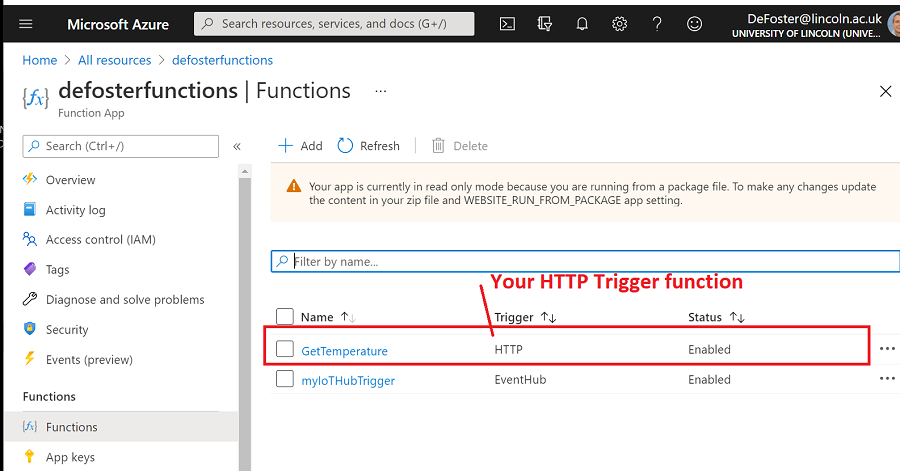 Microsoft Azure
Search resources, services, and docs (G+/)
DeFoster@lincoln.ac.uk
UNIVERSITY OF LINCOLN (UNIVE...
Home > All resources > defosterfunctions
{fx} defosterfunctions | Functions ...
Function App
Search (Ctrl+/) «
Add Refresh Delete
Your app is currently in read only mode because you are running from a package file. To make any changes update
the content in your zip file and WEBSITE_RUN_FROM_PACKAGE app setting.
Filter by name...
Your HTTP Trigger function
Name Trigger Status
GetTemperature HTTP Enabled ...
myIoTHubTrigger EventHub Enabled ...
Overview
Activity log
Access control (IAM)
Tags
Diagnose and solve problems
Security
Events (preview)
Functions
{fx} Functions
App keys